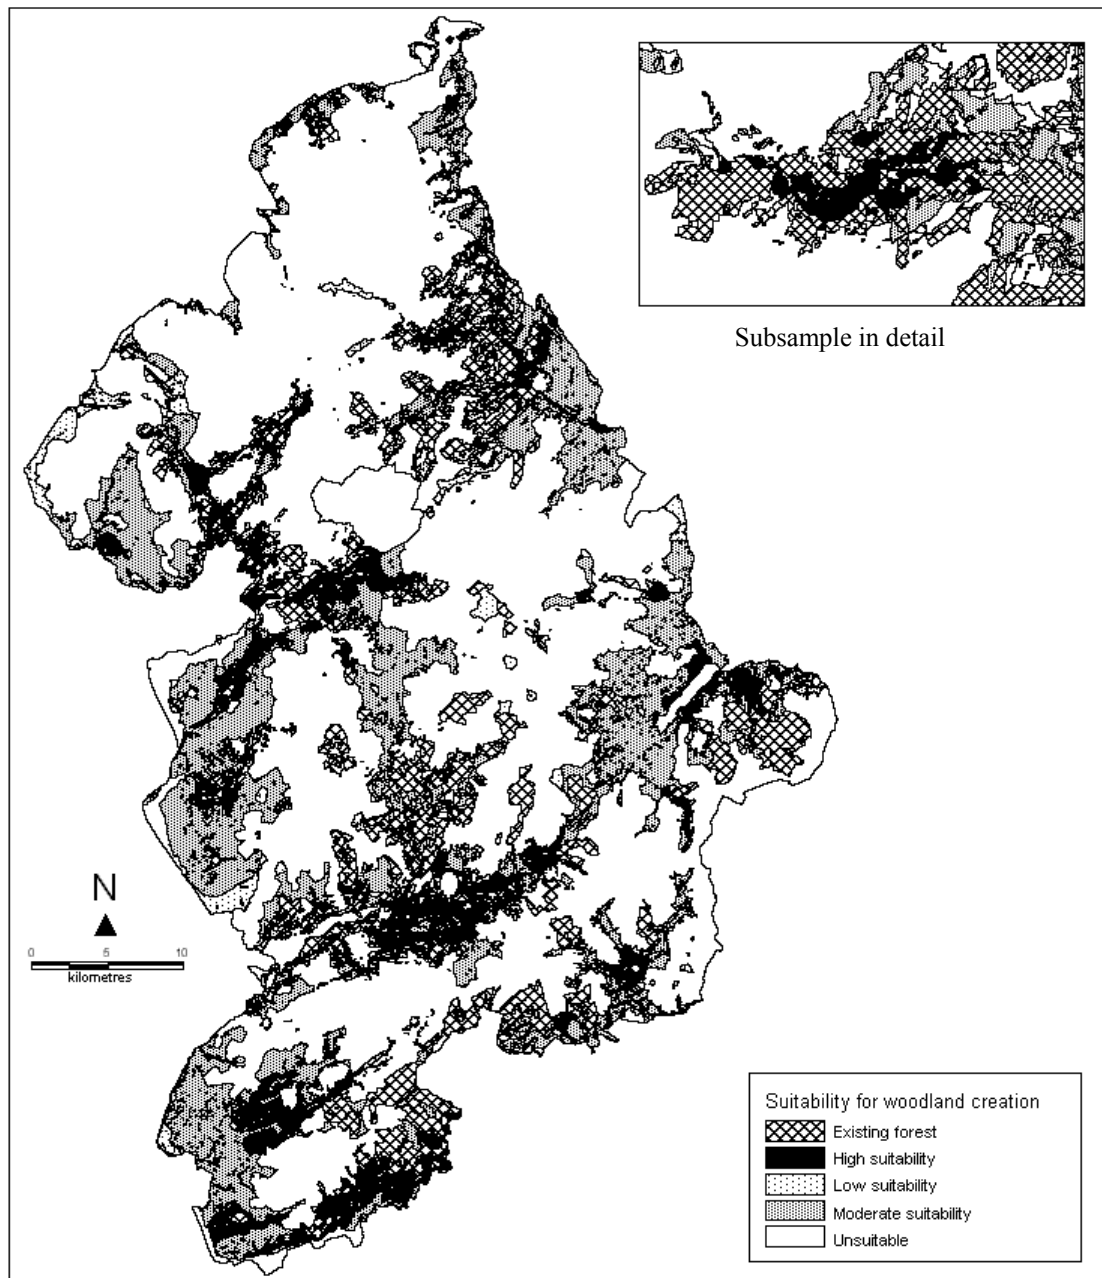 Subsample in detail
N
0 5 10
kilometres
Suitability for woodland creation
Existing forest
High suitability
Low suitability
Moderate suitability
Unsuitable